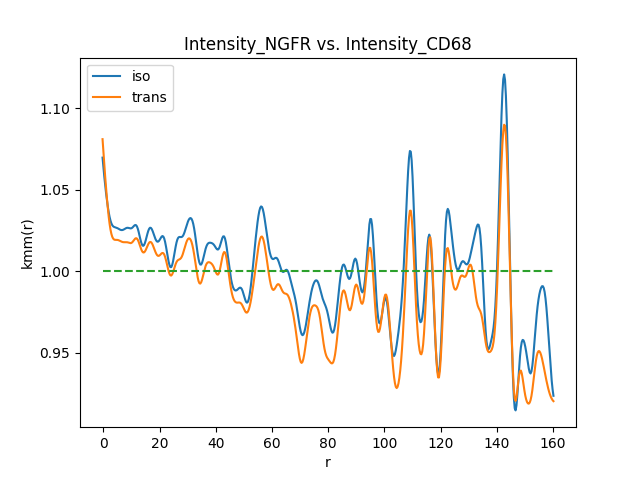 Intensity_NGFR vs. Intensity_CD68
iso
trans
1.10
1.05
1.00
0.95
kmm(r)
0 20 40 60 80 100 120 140 160
r